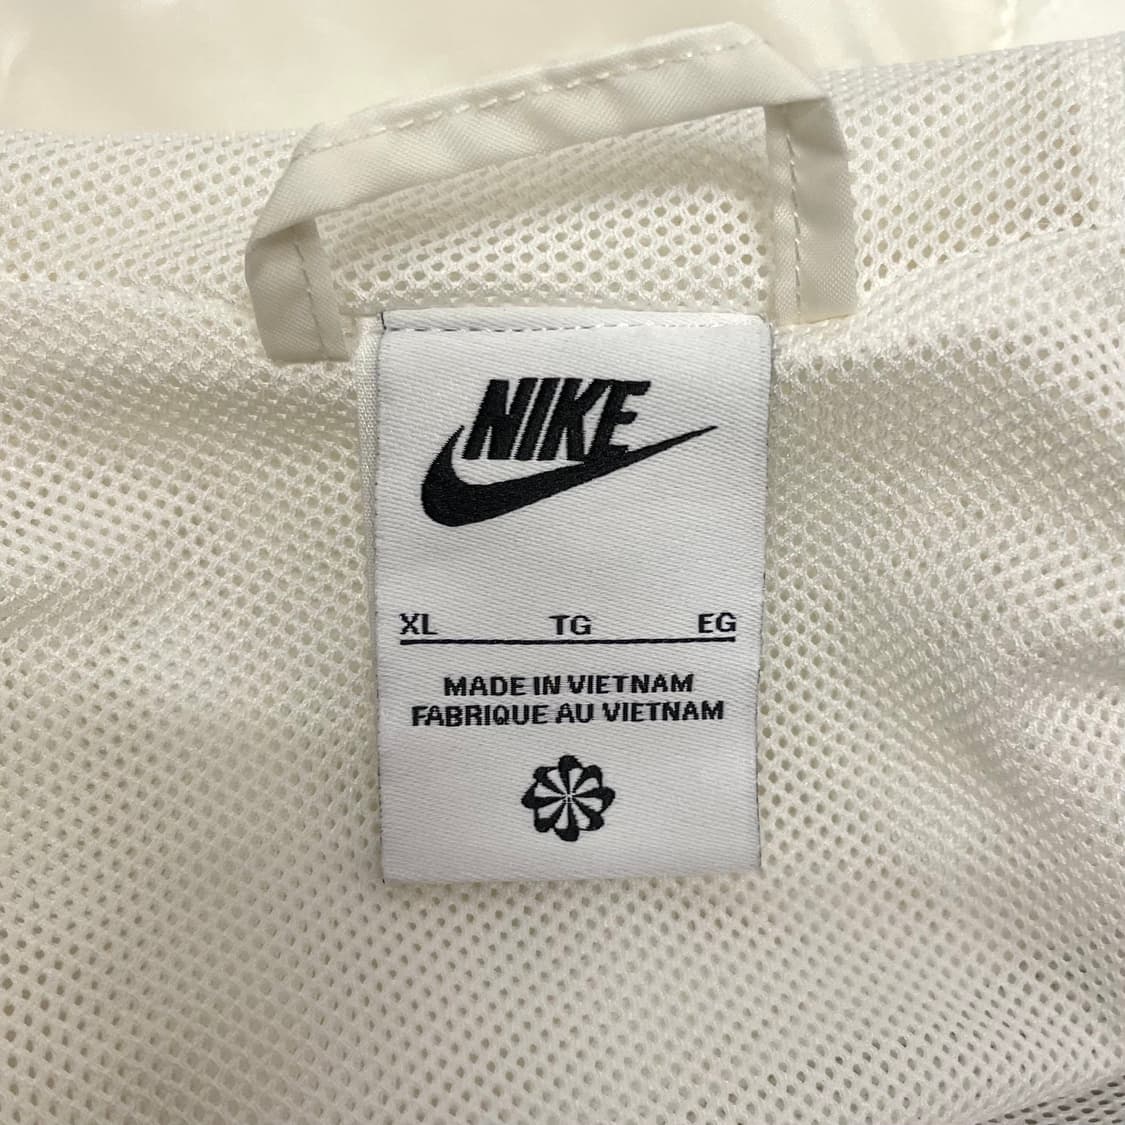 NIKE
XL TG EG
MADE IN VIETNAM
FABRIQUE AU VIETNAM